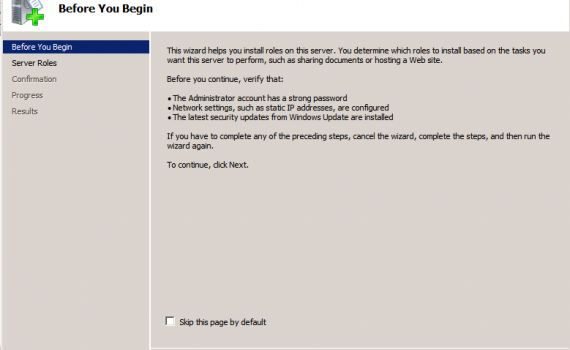 Before You Begin
Before You Begin
Server Roles
Confirmation
Progress
Results
This wizard helps you install roles on this server. You determine which roles to install based on the tasks you
want this server to perform, such as sharing documents or hosting a Web site.
Before you continue, verify that:
• The Administrator account has a strong password
• Network settings, such as static IP addresses, are configured
• The latest security updates from Windows Update are installed
If you have to complete any of the preceding steps, cancel the wizard, complete the steps, and then run the
wizard again.
To continue, click Next.
Skip this page by default